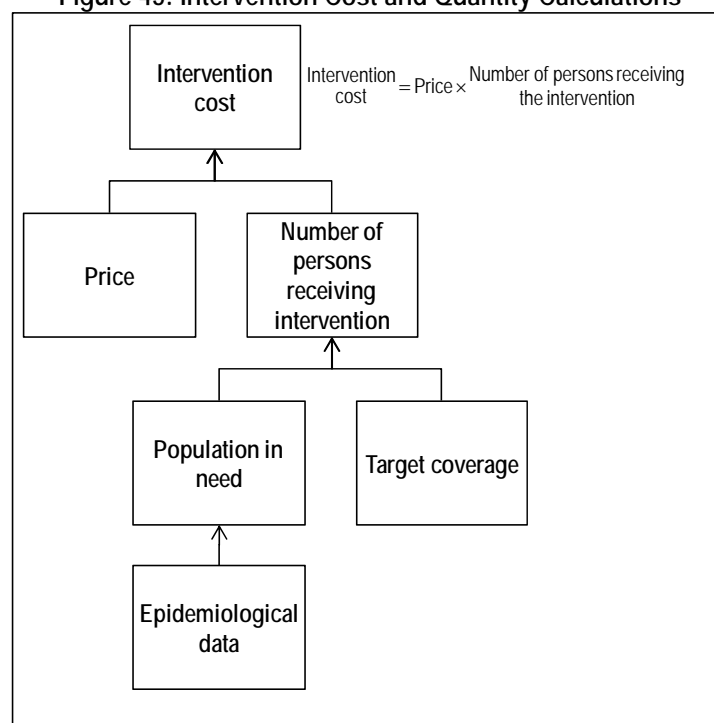 Figure 45. Intervention Cost and Quantity Calculations
Intervention
cost
Intervention
cost
= Price ×
Number of persons receiving
the intervention
Price
Number of
persons
receiving
intervention
Population in
need
Target coverage
Epidemiological
data